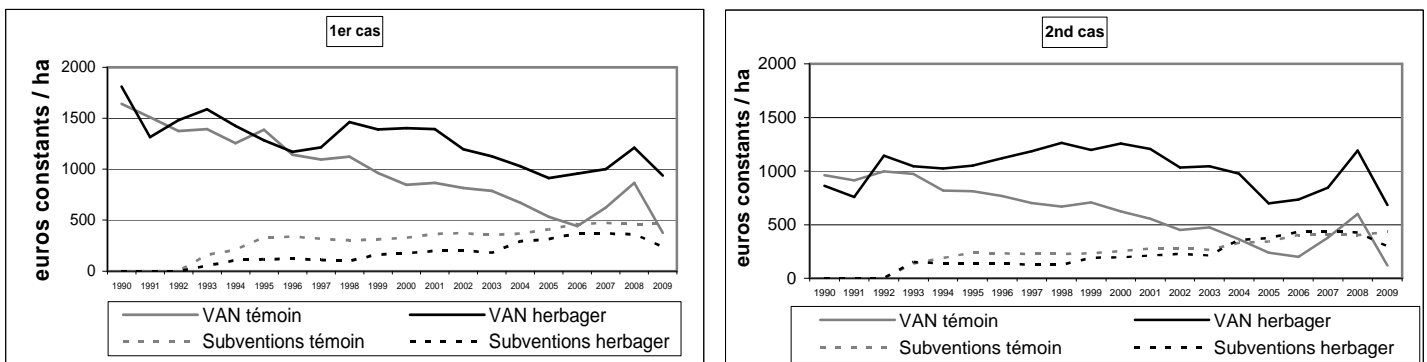 1er cas
euros constants / ha
2000
1500
1000
500
0
1990 1991 1992 1993 1994 1995 1996 1997 1998 1999 2000 2001 2002 2003 2004 2005 2006 2007 2008 2009
VAN témoin VAN herbager
Subventions témoin Subventions herbager
2nd cas
euros constants / ha
2000
1500
1000
500
0
1990 1991 1992 1993 1994 1995 1996 1997 1998 1999 2000 2001 2002 2003 2004 2005 2006 2007 2008 2009
VAN témoin VAN herbager
Subventions témoin Subventions herbager